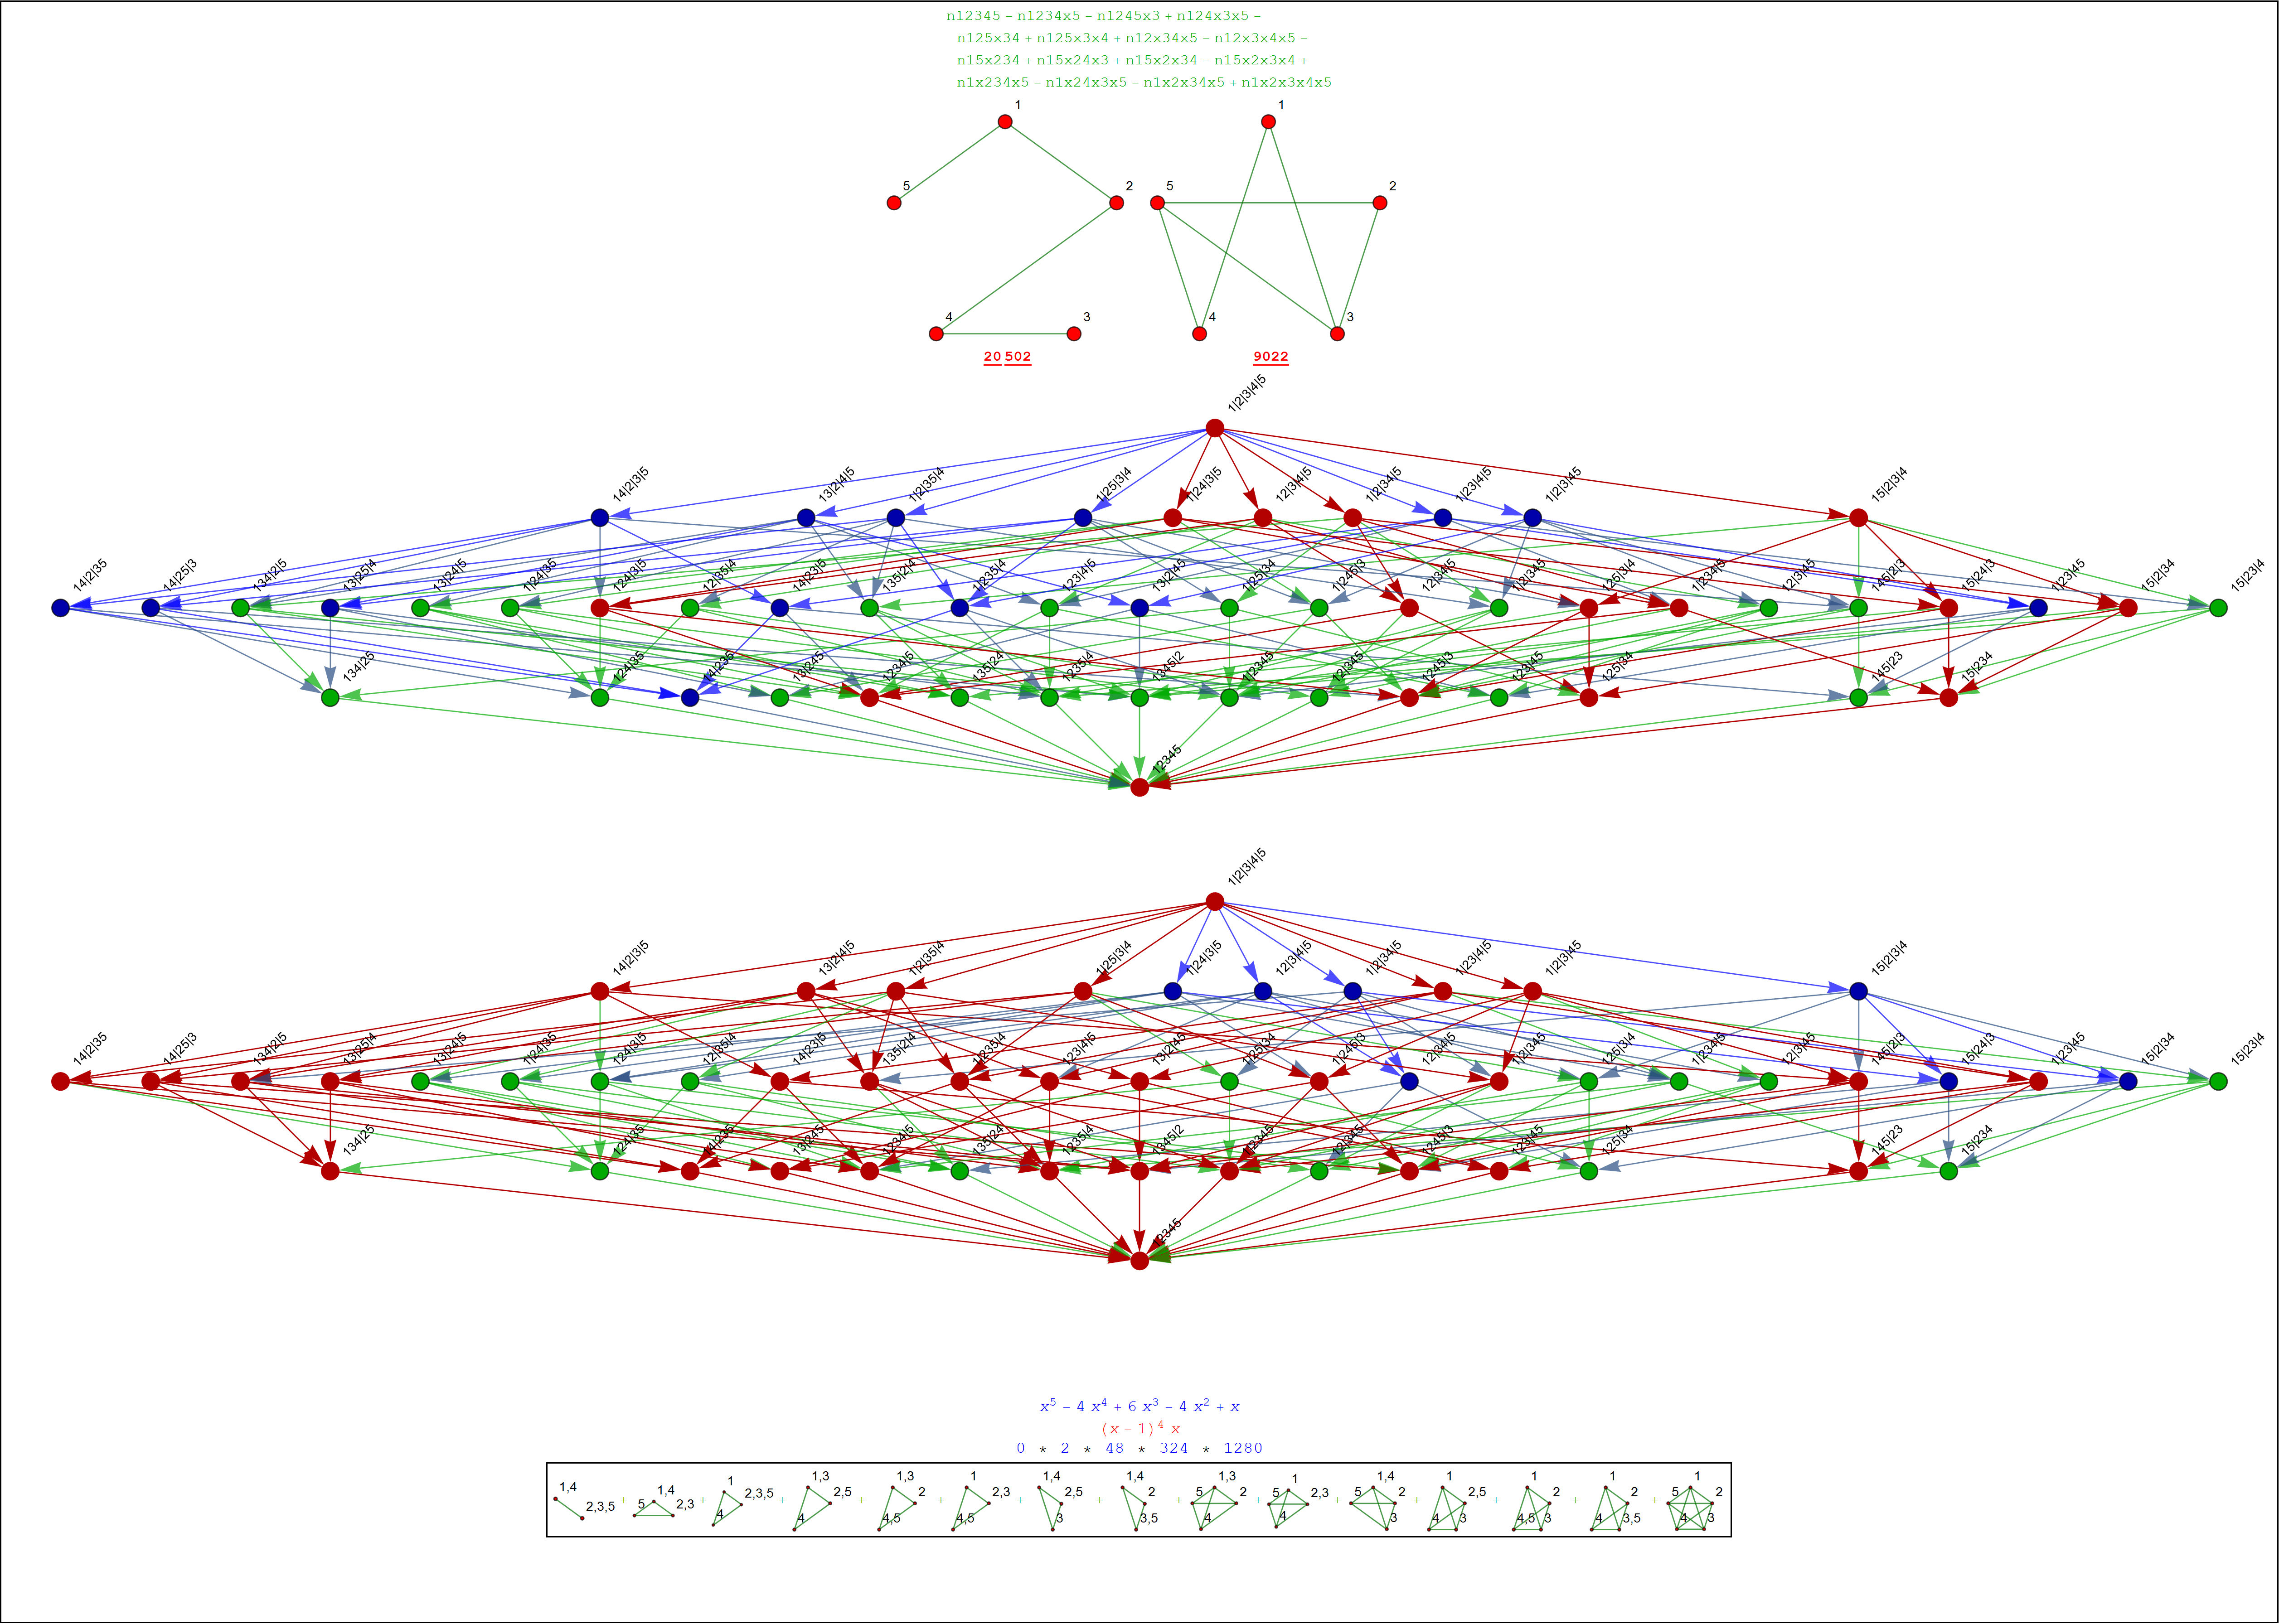 n12345 – n1234x5 – n1245x3 + n124x3x5 –
n125x34 + n125x3x4 + n12x34x5 – n12x3x4x5 –
n15x234 + n15x24x3 + n15x2x34 – n15x2x3x4 +
n1x234x5 – n1x24x3x5 – n1x2x34x5 + n1x2x3x4x5
1 1
5 2 5 2
4 3 4 3
20 502 9022
1|2|3|4|5
14|2|3|5 13|2|4|5 1|2|35|4 1|25|3|4 1|24|3|5 12|3|4|5 1|2|34|5 1|23|4|5 1|2|3|45 15|2|3|4
14|2|35 14|25|3 134|2|5 13|25|4 13|24|5 1|24|35 124|3|5 12|35|4 14|23|5 135|2|4 1|235|4 123|4|5 13|2|45 1|25|34 1|245|3 12|34|5 1|2|345 125|3|4 1|234|5 12|3|45 145|2|3 15|24|3 1|23|45 15|2|34 15|23|4
134|25 124|35 14|235 13|245 1234|5 135|24 1235|4 1345|2 1|2345 12|345 1245|3 123|45 125|34 145|23 15|234
12345
1|2|3|4|5
14|2|3|5 13|2|4|5 1|2|35|4 1|25|3|4 1|24|3|5 12|3|4|5 1|2|34|5 1|23|4|5 1|2|3|45 15|2|3|4
14|2|35 14|25|3 134|2|5 13|25|4 13|24|5 1|24|35 124|3|5 12|35|4 14|23|5 135|2|4 1|235|4 123|4|5 13|2|45 1|25|34 1|245|3 12|34|5 1|2|345 125|3|4 1|234|5 12|3|45 145|2|3 15|24|3 1|23|45 15|2|34 15|23|4
134|25 124|35 14|235 13|245 1234|5 135|24 1235|4 1345|2 1|2345 12|345 1245|3 123|45 125|34 145|23 15|234
12345
x⁵ – 4 x⁴ + 6 x³ – 4 x² + x
(x – 1)⁴ x
0 * 2 * 48 * 324 * 1280
1,4 2,3,5 + 5 1,4 2,3 + 1 2,3,5 4 + 1,3 2,5 4 + 1,3 2 4,5 + 1 2,3 4,5 + 1,4 2,5 3 + 1,4 2 3,5 + 1,3 5 2 4 + 1 5 2,3 4 + 1,4 5 2 3 + 1 2,5 4 3 + 1 2 4,5 3 + 1 2 4 3,5 + 1 5 2 4 3